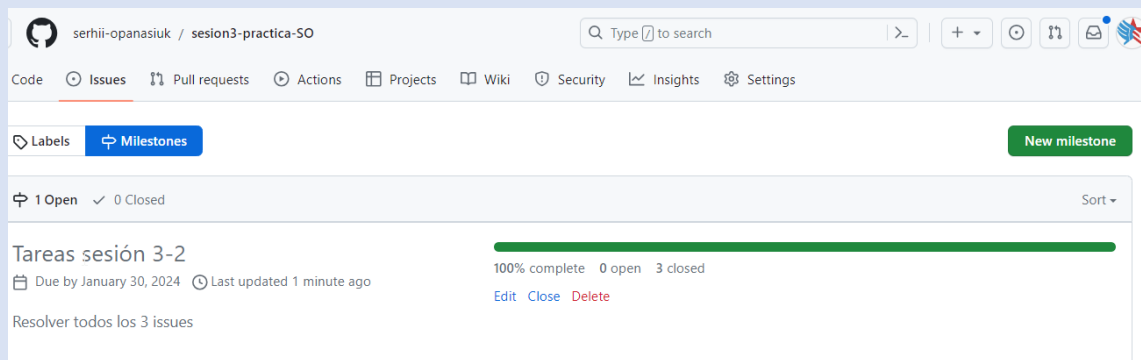 serhii-opanasiuk / sesion3-practica-SO
Type / to search
Code Issues Pull requests Actions Projects Wiki Security Insights Settings
Labels Milestones
New milestone
1 Open 0 Closed
Sort
Tareas sesión 3-2
Due by January 30, 2024 Last updated 1 minute ago
Resolver todos los 3 issues
100% complete 0 open 3 closed
Edit Close Delete